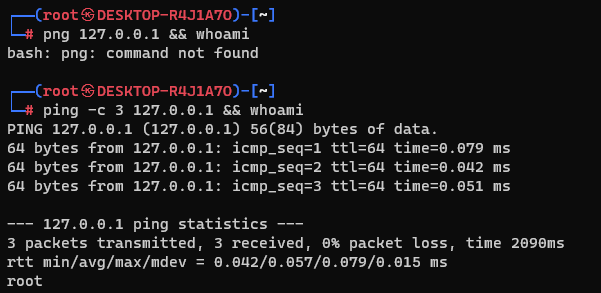 ┌──(root㉿DESKTOP-R4J1A7O)-[~]
└─# png 127.0.0.1 && whoami
bash: png: command not found
┌──(root㉿DESKTOP-R4J1A7O)-[~]
└─# ping -c 3 127.0.0.1 && whoami
PING 127.0.0.1 (127.0.0.1) 56(84) bytes of data.
64 bytes from 127.0.0.1: icmp_seq=1 ttl=64 time=0.079 ms
64 bytes from 127.0.0.1: icmp_seq=2 ttl=64 time=0.042 ms
64 bytes from 127.0.0.1: icmp_seq=3 ttl=64 time=0.051 ms
--- 127.0.0.1 ping statistics ---
3 packets transmitted, 3 received, 0% packet loss, time 2090ms
rtt min/avg/max/mdev = 0.042/0.057/0.079/0.015 ms
root